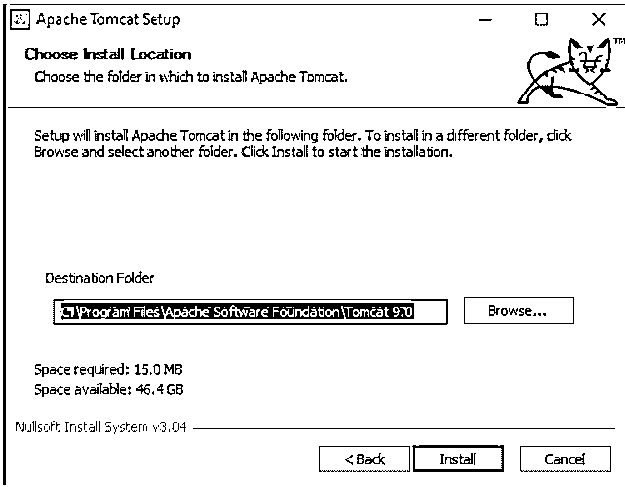 Apache Tomcat Setup
Choose Install Location
Choose the folder in which to install Apache Tomcat.
TM
Setup will install Apache Tomcat in the following folder. To install in a different folder, click
Browse and select another folder. Click Install to start the installation.
Destination Folder
C:\Program Files\Apache Software Foundation\Tomcat 9.0
Browse...
Space required: 15.0 MB
Space available: 46.4 GB
Nullsoft Install System v3.04
< Back
Install
Cancel